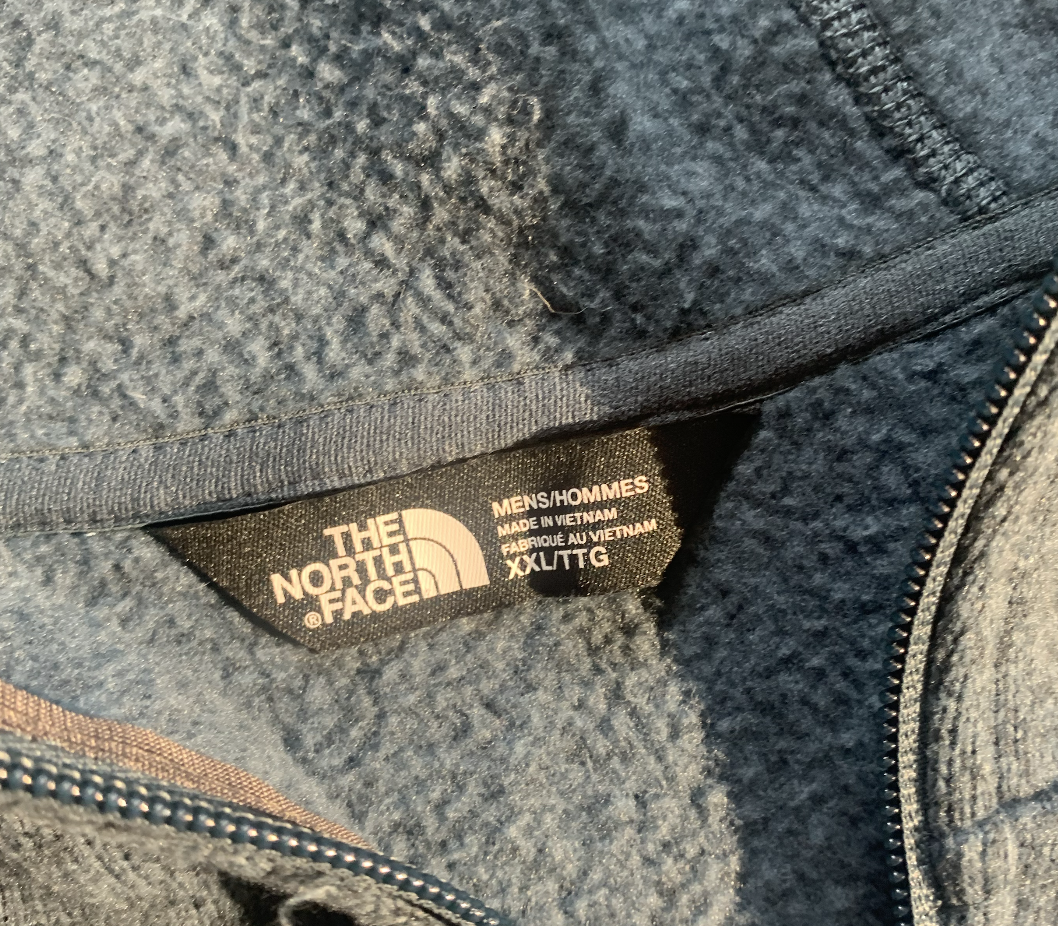 THE
NORTH
®FACE
MENS/HOMMES
MADE IN VIETNAM
FABRIQUÉ AU VIETNAM
XXL/TTG